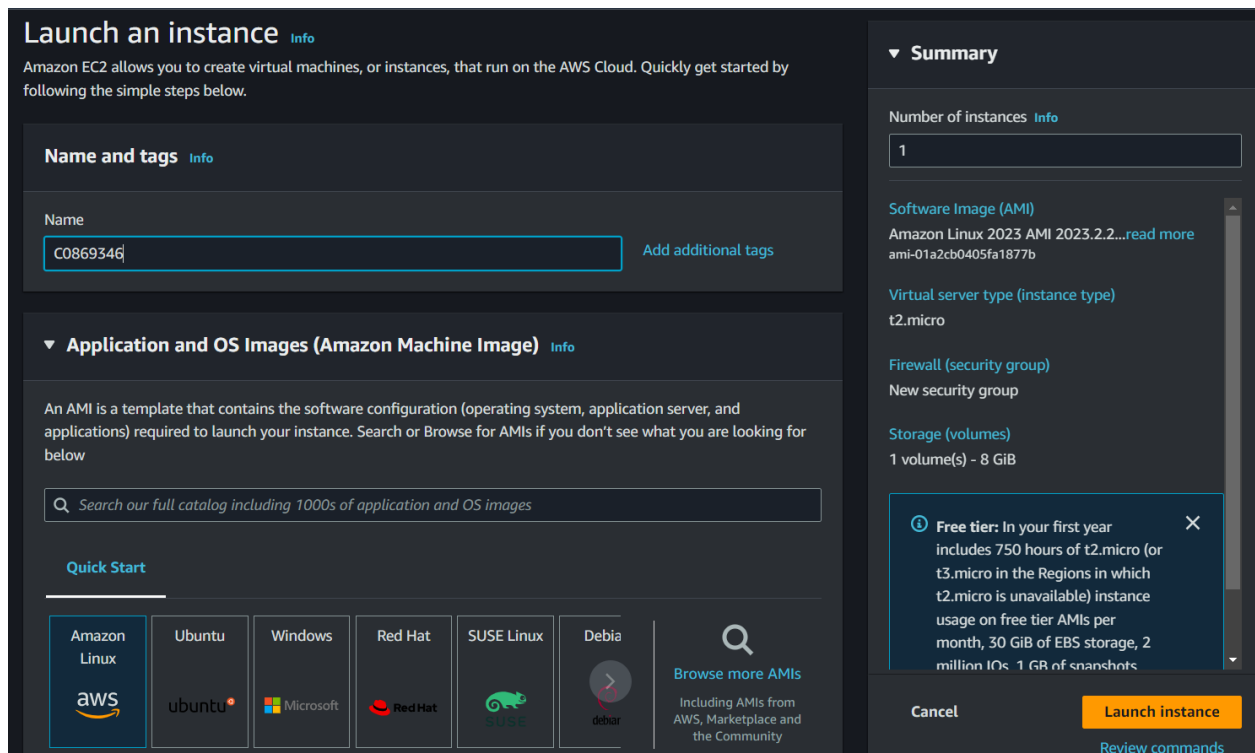 Launch an instance Info
Amazon EC2 allows you to create virtual machines, or instances, that run on the AWS Cloud. Quickly get started by
following the simple steps below.
Name and tags Info
Name
C0869346
Add additional tags
Application and OS Images (Amazon Machine Image) Info
An AMI is a template that contains the software configuration (operating system, application server, and
applications) required to launch your instance. Search or Browse for AMIs if you don't see what you are looking for
below
Search our full catalog including 1000s of application and OS images
Quick Start
Amazon
Linux
aws
Ubuntu
ubuntu
Windows
Microsoft
Red Hat
Red Hat
SUSE Linux
SUSE
Debia
debian
Browse more AMIs
Including AMIs from
AWS, Marketplace and
the Community
Summary
Number of instances Info
1
Software Image (AMI)
Amazon Linux 2023 AMI 2023.2.2...read more
ami-01a2cb0405fa1877b
Virtual server type (instance type)
t2.micro
Firewall (security group)
New security group
Storage (volumes)
1 volume(s) - 8 GiB
Free tier: In your first year
includes 750 hours of t2.micro (or
t3.micro in the Regions in which
t2.micro is unavailable) instance
usage on free tier AMIs per
month, 30 GiB of EBS storage, 2
million IOs, 1 GB of snapshots
Cancel
Launch instance
Review commands